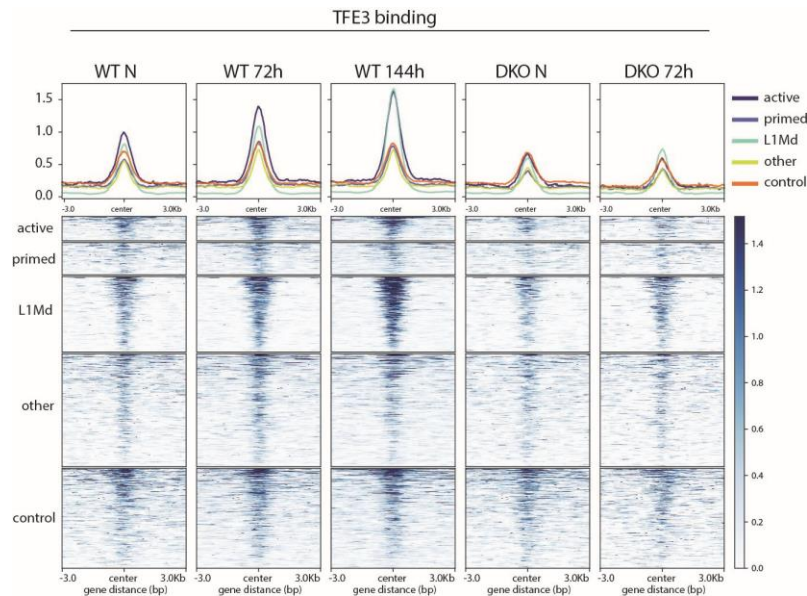 TFE3 binding
WT N WT 72h WT 144h DKO N DKO 72h
1.5
1.0
0.5
0.0
active
primed
L1Md
other
control
-3.0 center 3.0Kb -3.0 center 3.0Kb -3.0 center 3.0Kb -3.0 center 3.0Kb -3.0 center 3.0Kb
active
primed
L1Md
other
control
1.4
1.2
1.0
0.8
0.6
0.4
0.2
0.0
-3.0 center 3.0Kb -3.0 center 3.0Kb -3.0 center 3.0Kb -3.0 center 3.0Kb -3.0 center 3.0Kb
gene distance (bp) gene distance (bp) gene distance (bp) gene distance (bp) gene distance (bp)